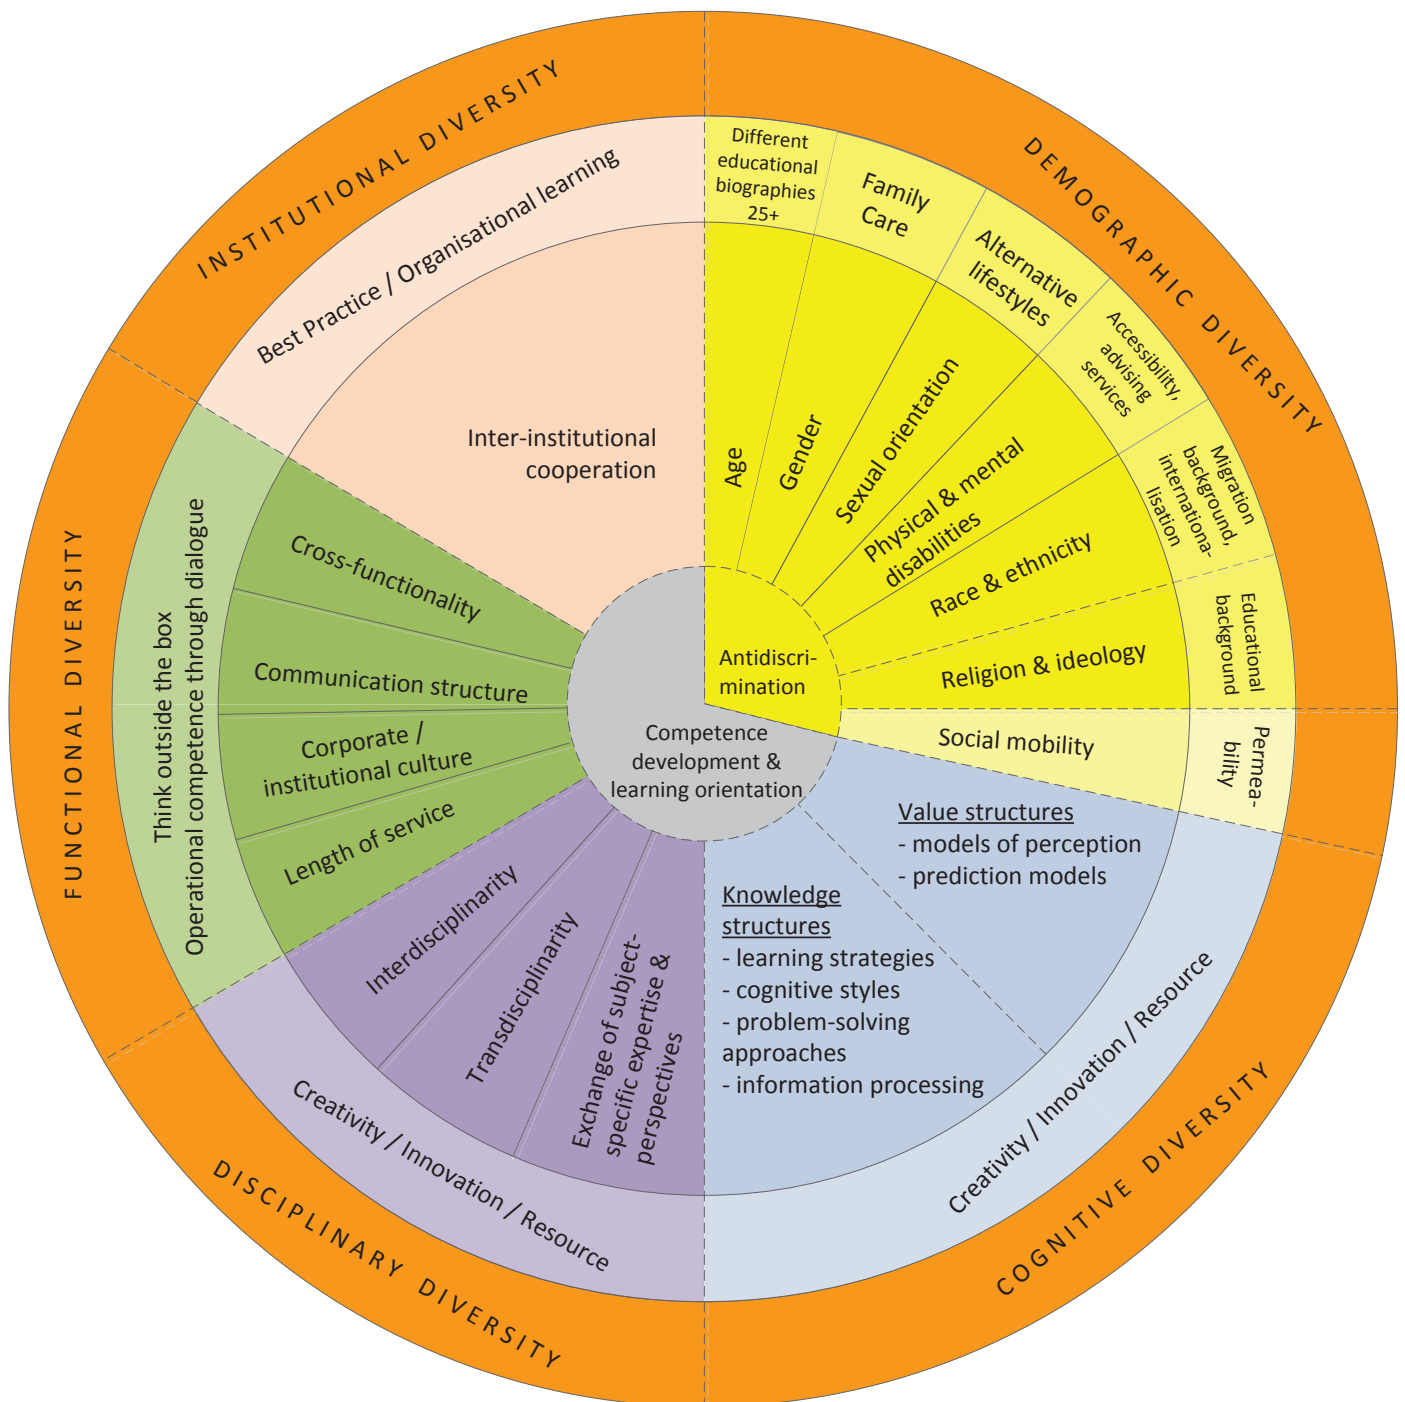 INSTITUTIONAL DIVERSITY
Best Practice / Organisational learning
Inter-institutional
cooperation
DEMOGRAPHIC DIVERSITY
Different
educational
biographies
25+
Family
Care
Alternative
lifestyles
Accessibility,
advising
services
Migration
background,
internationa-
lisation
Educational
background
Permea-
bility
Age
Gender
Sexual orientation
Physical & mental
disabilities
Race & ethnicity
Religion & ideology
Social mobility
Antidiscri-
mination
Competence
development &
learning orientation
COGNITIVE DIVERSITY
Creativity / Innovation / Resource
Value structures
- models of perception
- prediction models
Knowledge
structures
- learning strategies
- cognitive styles
- problem-solving
approaches
- information processing
DISCIPLINARY DIVERSITY
Creativity / Innovation / Resource
Exchange of subject-
specific expertise &
perspectives
Transdisciplinarity
Interdisciplinarity
FUNCTIONAL DIVERSITY
Think outside the box
Operational competence through dialogue
Cross-functionality
Communication structure
Corporate /
institutional culture
Length of service